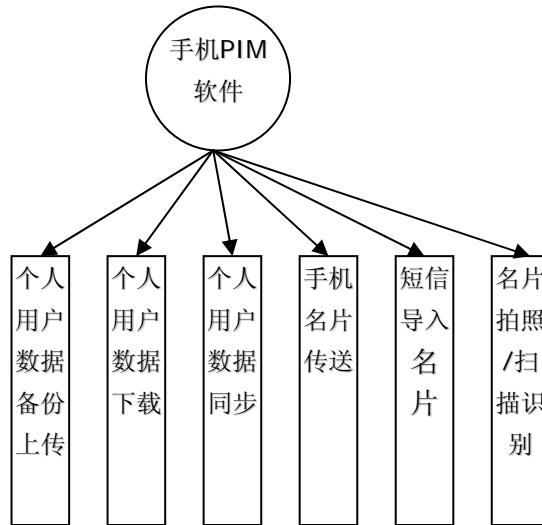 手机PIM
软件
个人
用户
数据
备份
上传
个人
用户
数据
下载
个人
用户
数据
同步
手机
名片
传送
短信
导入
名
片
名片
拍照
/扫
描识
别